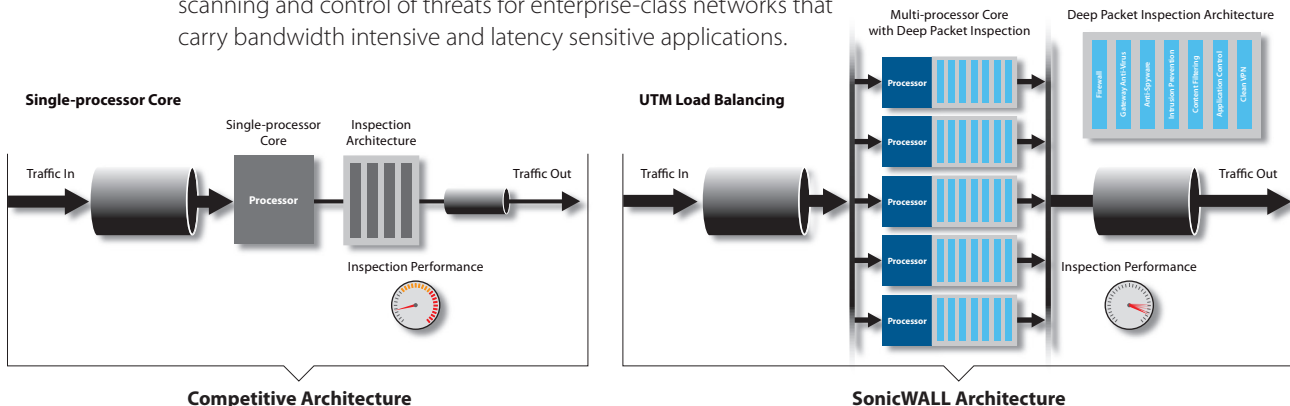 scanning and control of threats for enterprise-class networks that
carry bandwidth intensive and latency sensitive applications.
Single-processor Core
Single-processor
Core
Inspection
Architecture
Traffic In
Processor
Traffic Out
Inspection Performance
Competitive Architecture
UTM Load Balancing
Multi-processor Core
with Deep Packet Inspection
Deep Packet Inspection Architecture
Firewall
Gateway Anti-Virus
Anti-Spyware
Intrusion Prevention
Content Filtering
Application Control
Clean VPN
Traffic In
Processor
Processor
Processor
Processor
Processor
Traffic Out
Inspection Performance
SonicWALL Architecture